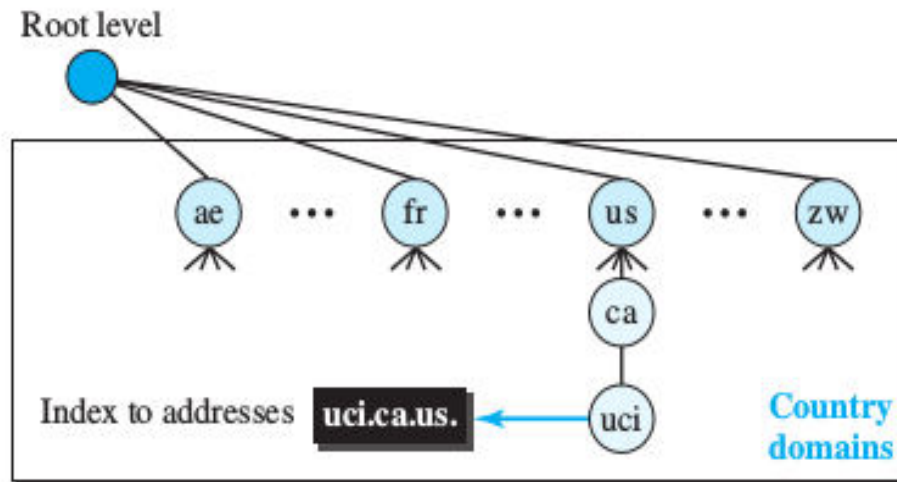 Root level
ae ... fr ... us ... zw
ca
Index to addresses uci.ca.us. uci
Country
domains